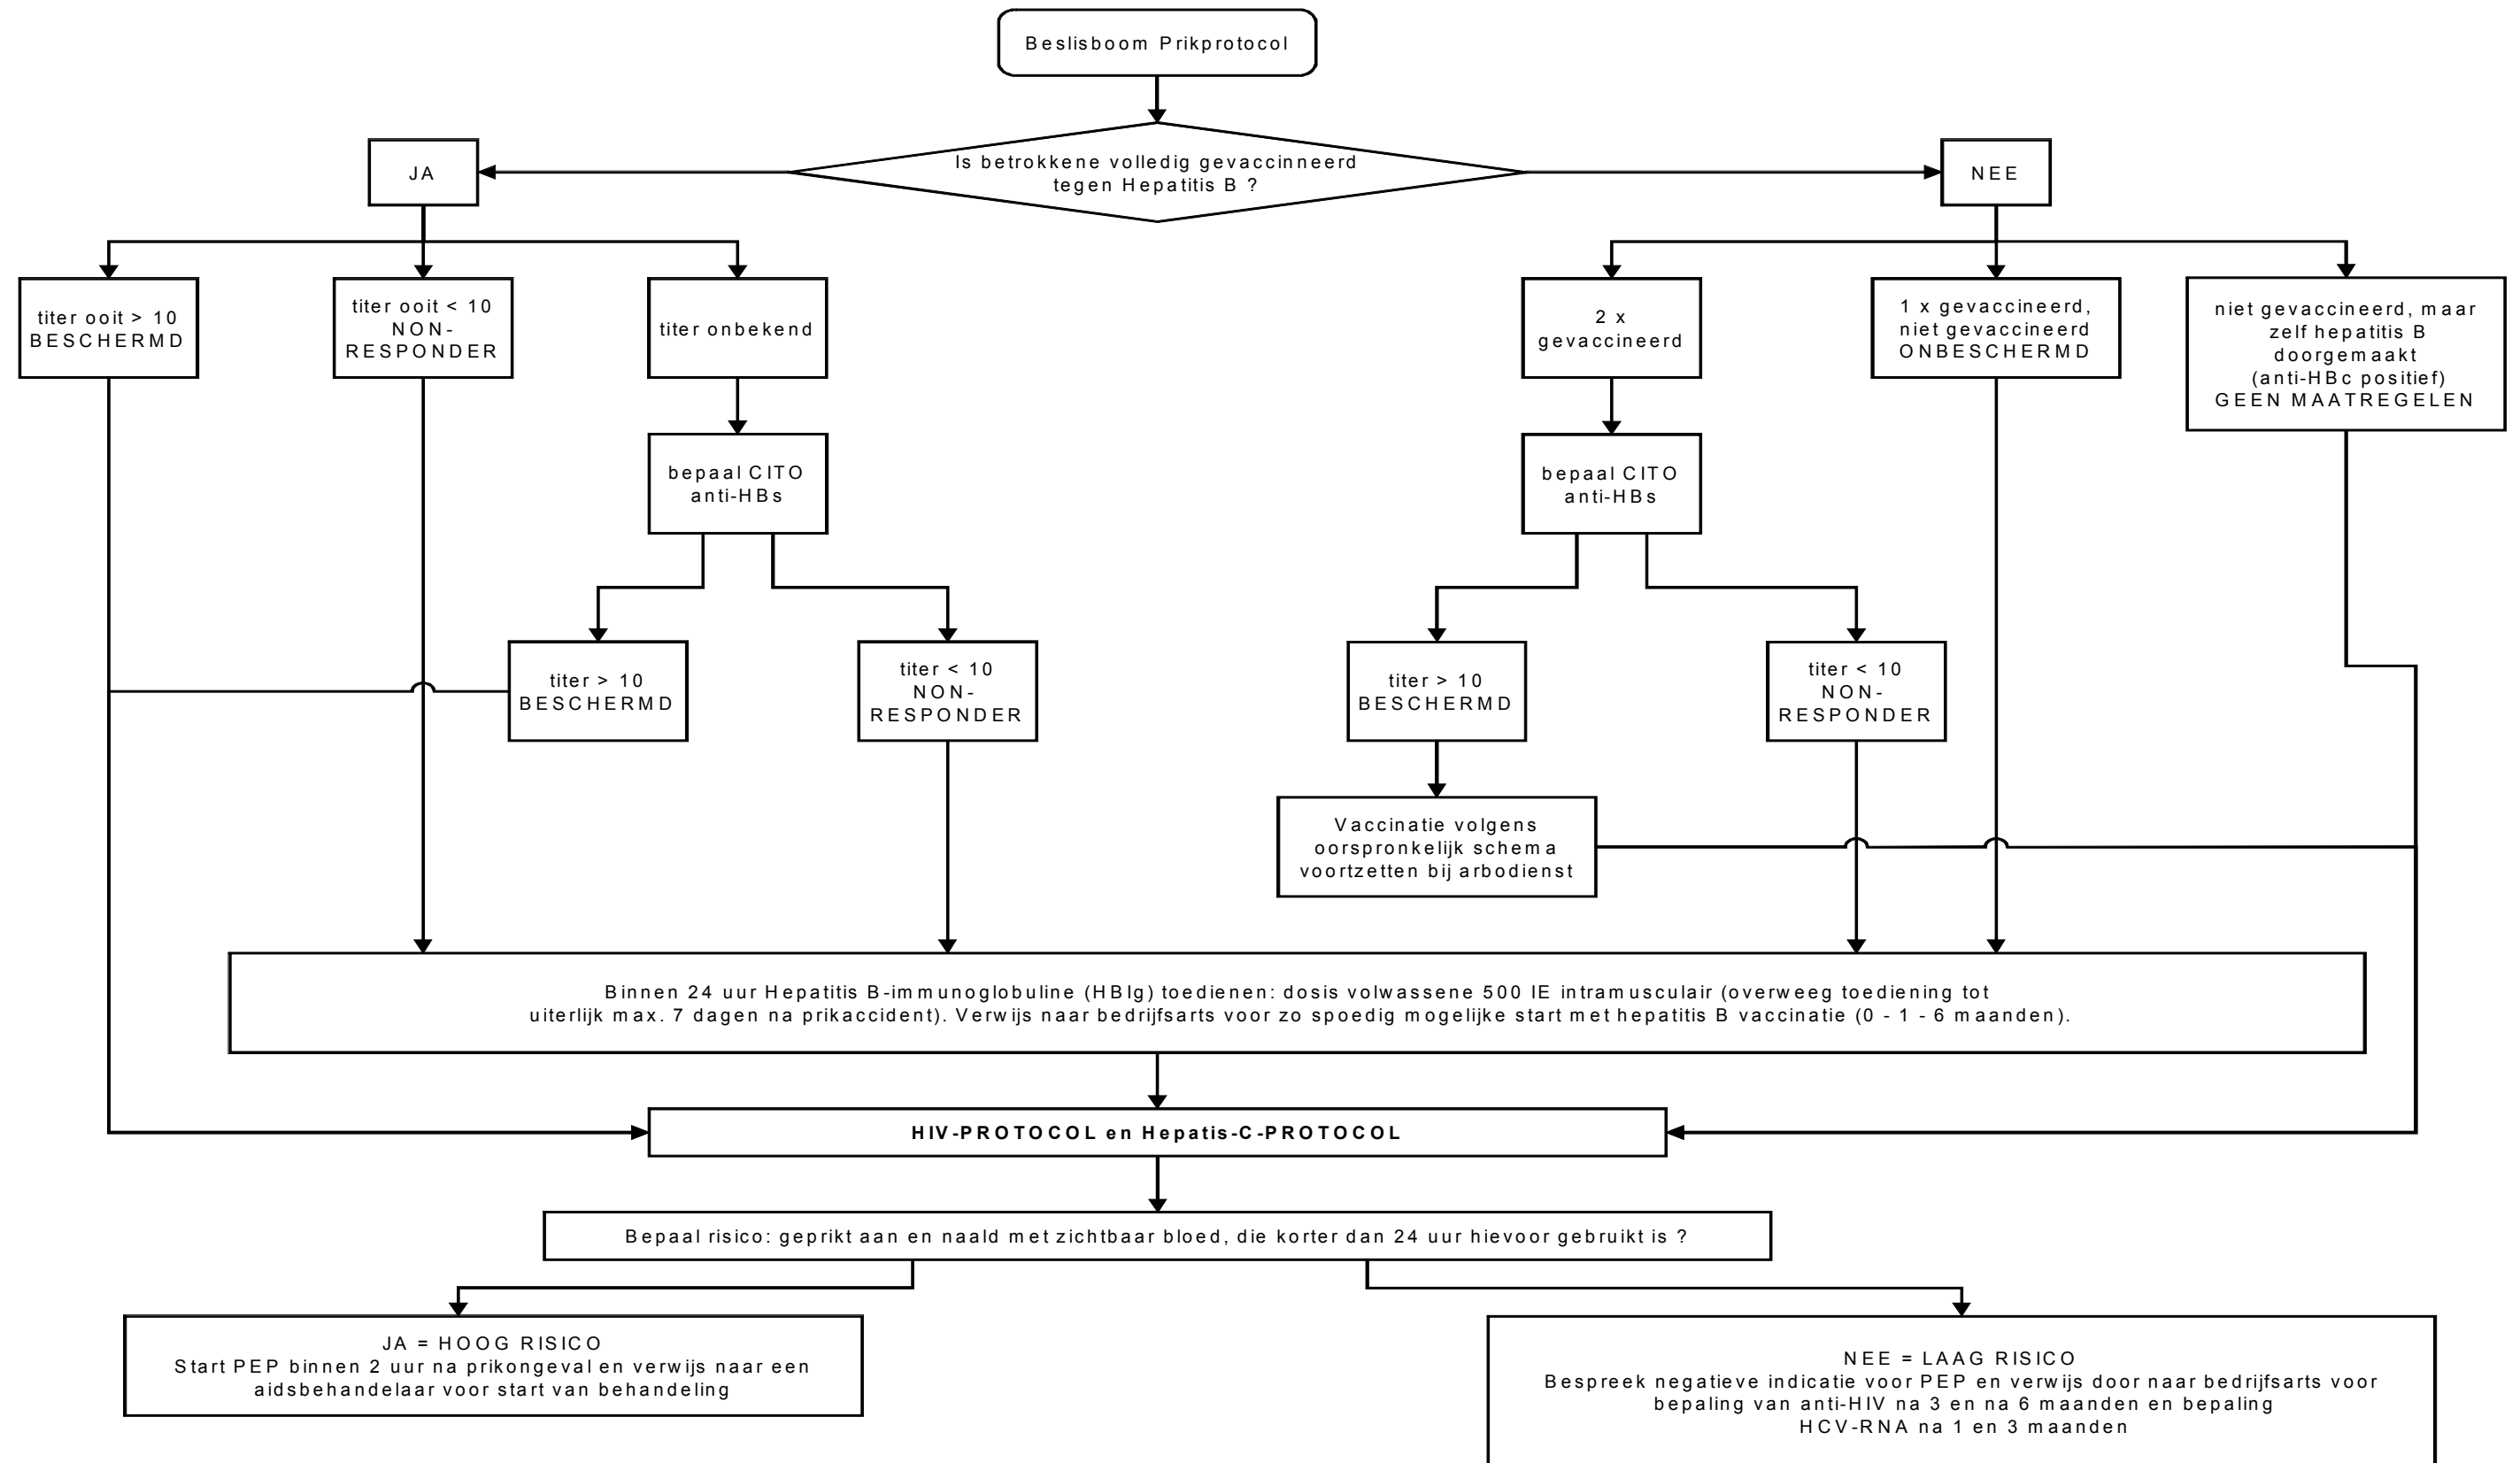 Beslisboom Prikprotocol
Is betrokkene volledig gevaccinneerd
tegen Hepatitis B ?
JA
NEE
titer ooit > 10
BESCHERMD
titer ooit < 10
NON-
RESPONDER
titer onbekend
2 x
gevaccineerd
1 x gevaccineerd,
niet gevaccineerd
ONBESCHERMD
niet gevaccineerd, maar
zelf hepatitis B
doorgemaakt
(anti-HBc positief)
GEEN MAATREGELEN
bepaal CITO
anti-HBs
bepaal CITO
anti-HBs
titer > 10
BESCHERMD
titer < 10
NON-
RESPONDER
titer > 10
BESCHERMD
titer < 10
NON-
RESPONDER
Vaccinatie volgens
oorspronkelijk schema
voortzetten bij arbodienst
Binnen 24 uur Hepatitis B-immunoglobuline (HBIg) toedienen: dosis volwassene 500 IE intramusculair (overweeg toediening tot
uiterlijk max. 7 dagen na prikaccident). Verwijs naar bedrijfsarts voor zo spoedig mogelijke start met hepatitis B vaccinatie (0 - 1 - 6 maanden).
HIV-PROTOCOL en Hepatis-C-PROTOCOL
Bepaal risico: geprikt aan en naald met zichtbaar bloed, die korter dan 24 uur hievoor gebruikt is ?
JA = HOOG RISICO
Start PEP binnen 2 uur na prikongeval en verwijs naar een
aidsbehandelaar voor start van behandeling
NEE = LAAG RISICO
Bespreek negatieve indicatie voor PEP en verwijs door naar bedrijfsarts voor
bepaling van anti-HIV na 3 en na 6 maanden en bepaling
HCV-RNA na 1 en 3 maanden